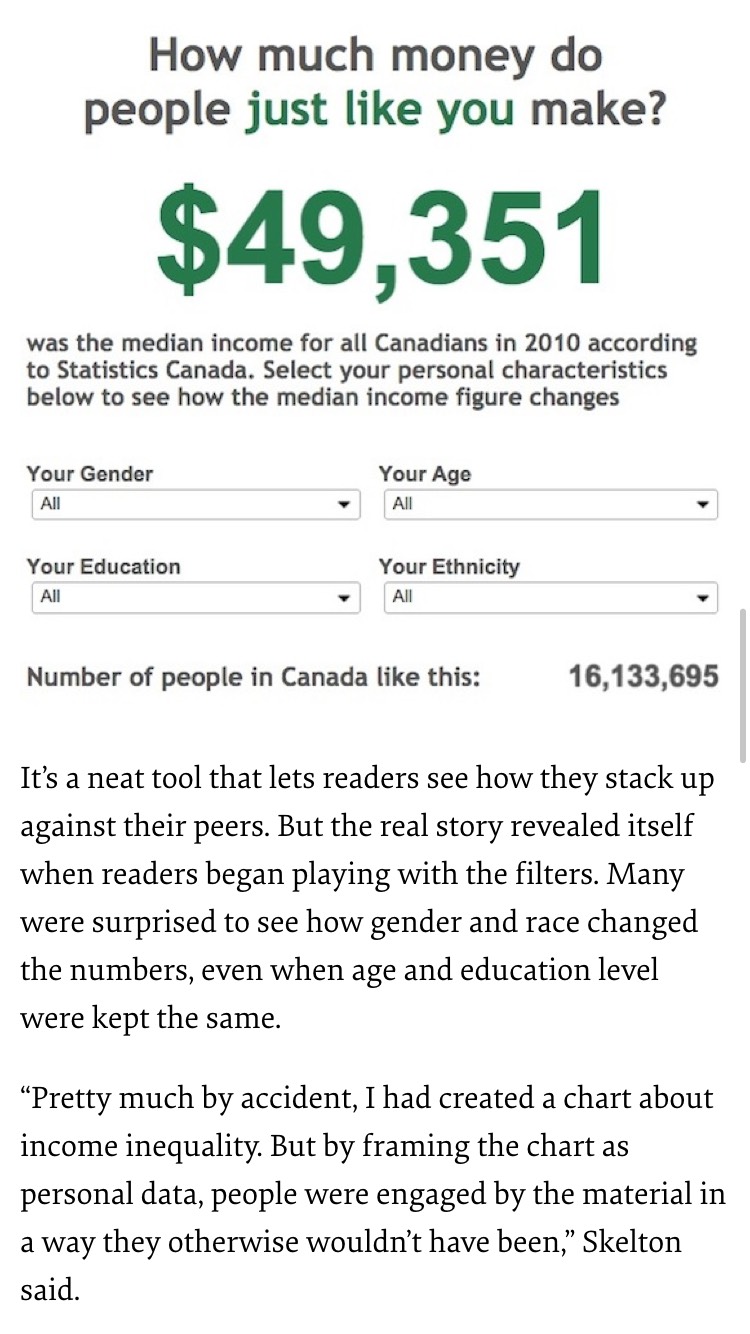 How much money do
people just like you make?
$49,351
was the median income for all Canadians in 2010 according
to Statistics Canada. Select your personal characteristics
below to see how the median income figure changes
Your Gender
All
Your Age
All
Your Education
All
Your Ethnicity
All
Number of people in Canada like this: 16,133,695
It’s a neat tool that lets readers see how they stack up
against their peers. But the real story revealed itself
when readers began playing with the filters. Many
were surprised to see how gender and race changed
the numbers, even when age and education level
were kept the same.
“Pretty much by accident, I had created a chart about
income inequality. But by framing the chart as
personal data, people were engaged by the material in
a way they otherwise wouldn’t have been,” Skelton
said.